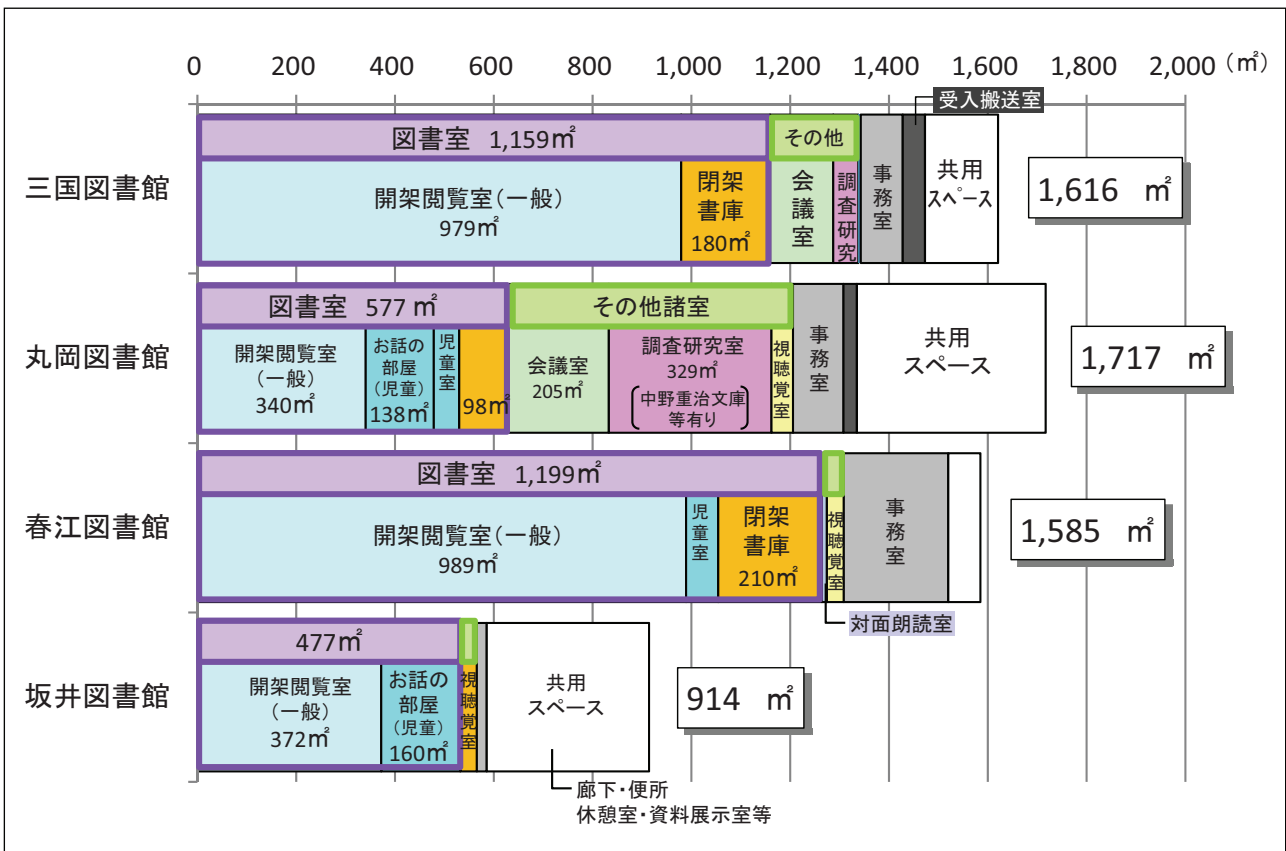 0 200 400 600 800 1,000 1,200 1,400 1,600 1,800 2,000 (㎡)
受入搬送室
三国図書館
図書室 1,159㎡
その他
開架閲覧室(一般)
979㎡
閉架
書庫
180㎡
会議室
調査研究
事務室
共用
スペース
1,616 ㎡
丸岡図書館
図書室 577 ㎡
その他諸室
開架閲覧室
(一般)
340㎡
お話の
部屋
(児童)
138㎡
児童室
98㎡
会議室
205㎡
調査研究室
329㎡
中野重治文庫
等有り
視聴覚室
事務室
共用
スペース
1,717 ㎡
春江図書館
図書室 1,199㎡
開架閲覧室(一般)
989㎡
児童室
閉架
書庫
210㎡
視聴覚室
事務室
1,585 ㎡
対面朗読室
坂井図書館
477㎡
開架閲覧室
(一般)
372㎡
お話の
部屋
(児童)
160㎡
視聴覚室
共用
スペース
914 ㎡
廊下・便所
休憩室・資料展示室等